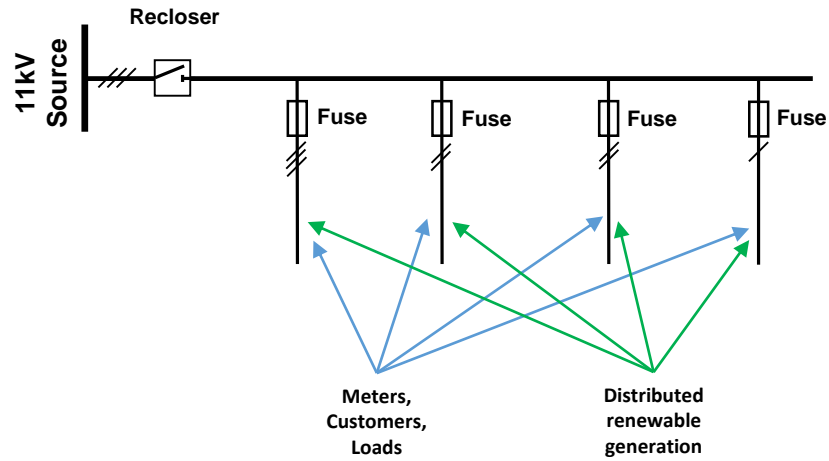 Recloser
11kV
Source
Fuse
Fuse
Fuse
Fuse
Meters,
Customers,
Loads
Distributed
renewable
generation